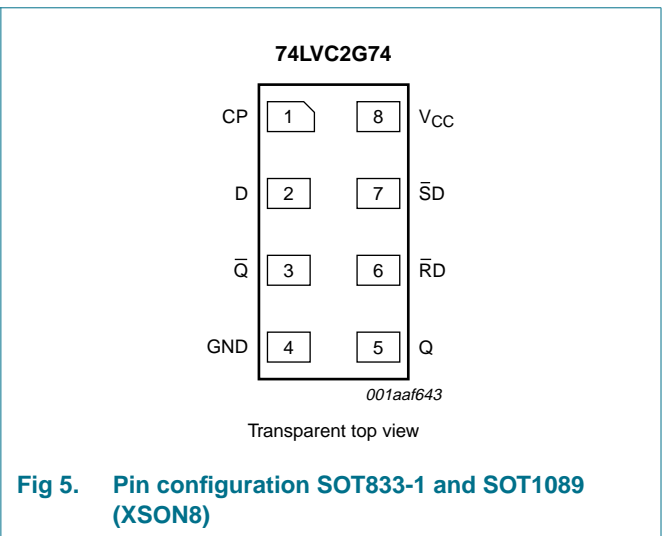 74LVC2G74
CP 1 8 VCC
D 2 7 S̅D
Q̅ 3 6 R̅D
GND 4 5 Q
001aaf643
Transparent top view
Fig 5. Pin configuration SOT833-1 and SOT1089
(XSON8)